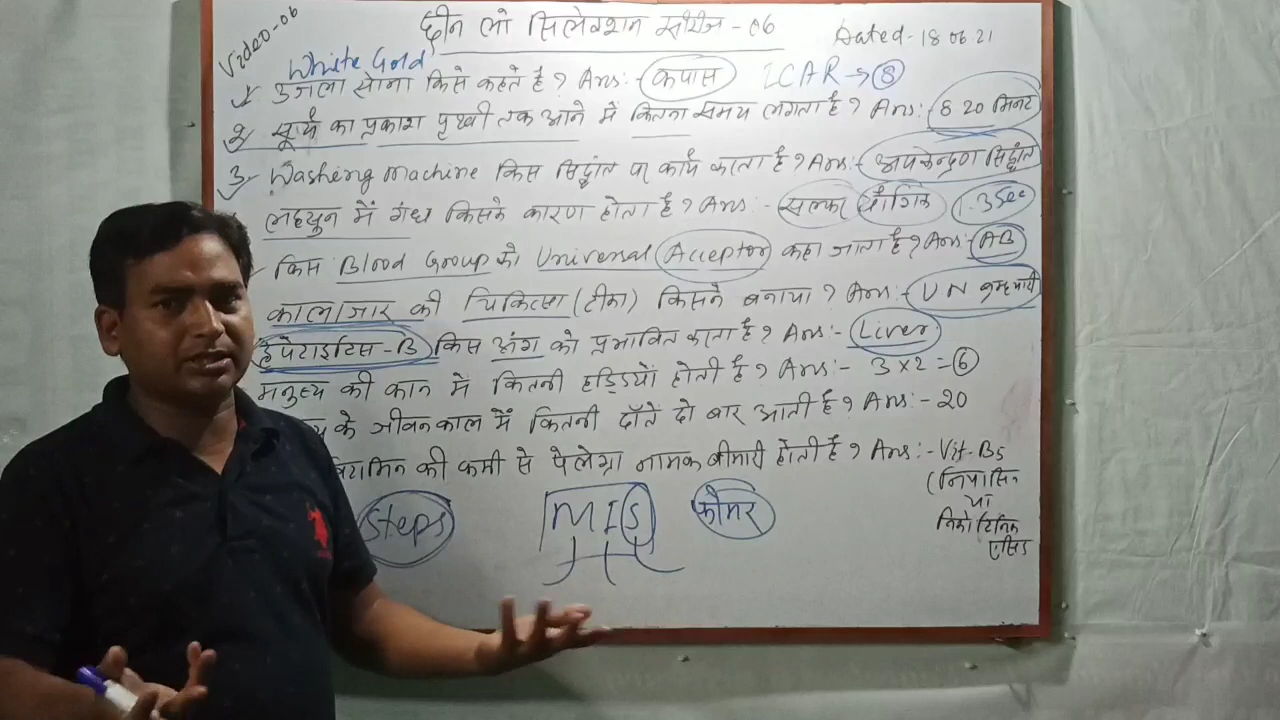 Video-06
छीन लो सिलेक्शन सीरीज-06
Dated-18.06.21
White Gold
1. उजला सोना किसे कहते है? Ans:- कपास ICAR → 8
2. सूर्य का प्रकाश पृथ्वी तक आने में कितना समय लगता है? Ans: 8 20 मिनट
3. Washing machine किस सिद्धांत पर कार्य करता है? Ans:- अपकेन्द्रण सिद्धांत
लहसुन में गंध किसके कारण होता है? Ans:- सल्फर यौगिक 1.3 Sec
किस Blood Group को Universal Acceptor कहा जाता है? Ans:- AB
कालाजार की चिकित्सा (टीका) किसने बनाया? Ans:- U N ब्रह्मचारी
हेपेटाइटिस-B किस अंग को प्रभावित करता है? Ans:- Liver
मनुष्य की कान में कितनी हड्डियाँ होती है? Ans:- 3×2 = 6
के जीवनकाल में कितनी दाँते दो बार आती है? Ans:- 20
विटामिन की कमी से पेलेग्रा नामक बीमारी होती है? Ans:- Vit-B5
(नियासिन
या
निकोटिनिक
एसिड
Steps MIS फोमर